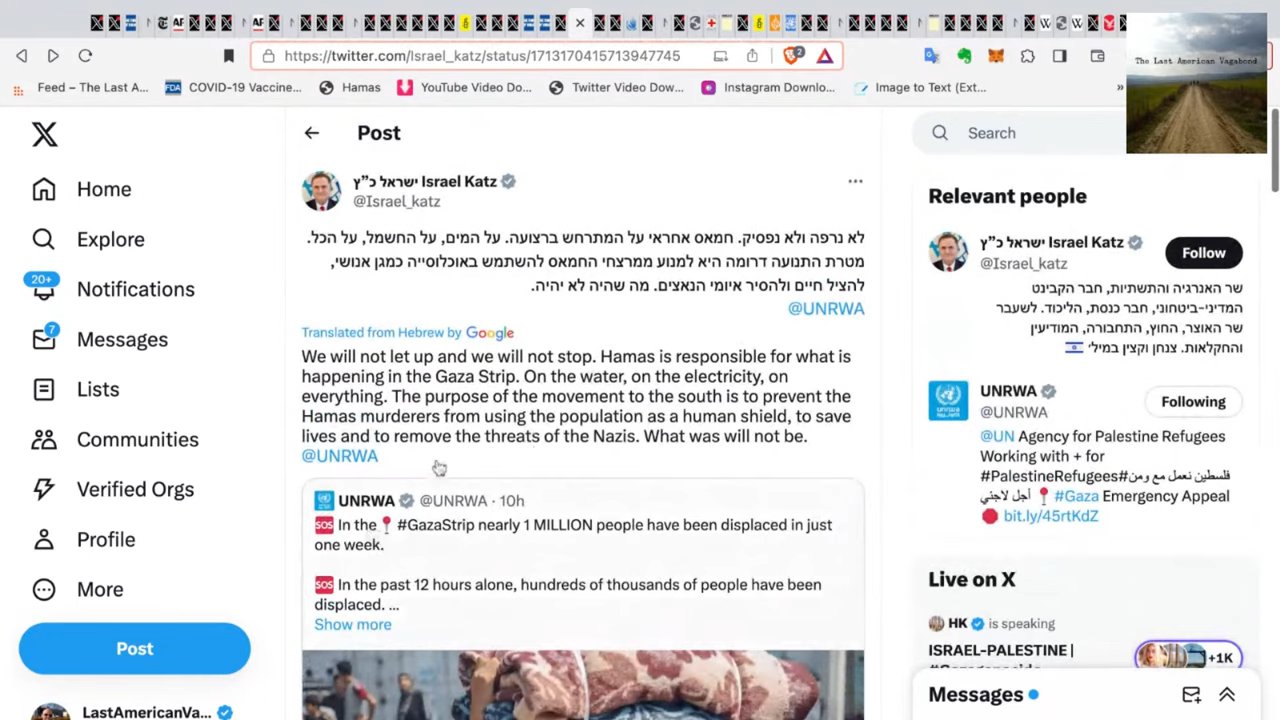 https://twitter.com/Israel_katz/status/1713170415713947745
2
Feed – The Last A...
COVID-19 Vaccine...
Hamas
YouTube Video Do...
Twitter Video Dow...
Instagram Downlo...
Image to Text (Ext...
»
The Last American Vagabond
Home
Explore
20+
Notifications
7
Messages
Lists
Communities
Verified Orgs
Profile
More
Post
LastAmericanVa...
Post
ישראל כ”ץ Israel Katz
@Israel_katz
לא נרפה ולא נפסיק. חמאס אחראי על המתרחש ברצועה. על המים, על החשמל, על הכל.
מטרת התנועה דרומה היא למנוע ממרצחי החמאס להשתמש באוכלוסייה כמגן אנושי,
להציל חיים ולהסיר איומי הנאצים. מה שהיה לא יהיה.
@UNRWA
Translated from Hebrew by Google
We will not let up and we will not stop. Hamas is responsible for what is
happening in the Gaza Strip. On the water, on the electricity, on
everything. The purpose of the movement to the south is to prevent the
Hamas murderers from using the population as a human shield, to save
lives and to remove the threats of the Nazis. What was will not be.
@UNRWA
UNRWA @UNRWA · 10h
🆘 In the📍 #GazaStrip nearly 1 MILLION people have been displaced in just
one week.
🆘 In the past 12 hours alone, hundreds of thousands of people have been
displaced. ...
Show more
Search
Relevant people
ישראל כ”ץ Israel Katz
@Israel_katz
Follow
שר האנרגיה והתשתיות, חבר הקבינט
המדיני-ביטחוני, חבר כנסת, הליכוד. לשעבר
שר האוצר, החוץ, התחבורה, המודיעין
והחקלאות. צנחן וקצין במיל׳ 🇮🇱
UNRWA
@UNRWA
Following
@UN Agency for Palestine Refugees
Working with + for
#PalestineRefugees#فلسطين نعمل مع ومن
أجل لاجئي 📍 #Gaza Emergency Appeal
🛑 bit.ly/45rtKdZ
Live on X
HK is speaking
ISRAEL-PALESTINE |
+1K
Messages